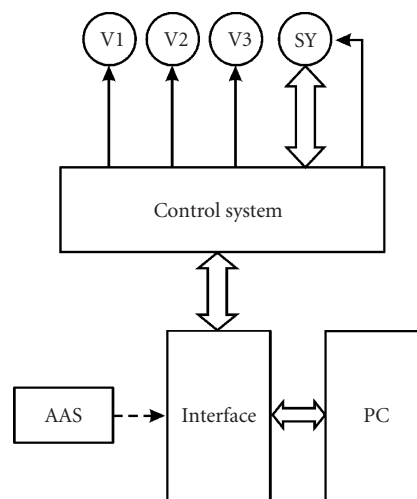 V1
V2
V3
SY
Control system
AAS
Interface
PC